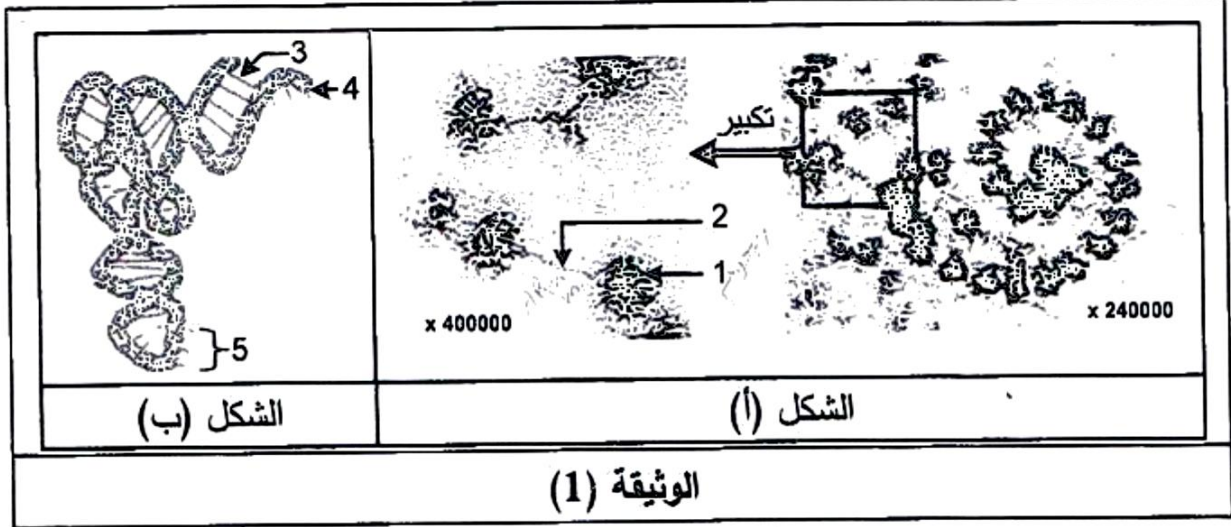 3
4
5
تكبير
2
1
x 400000
x 240000
الشكل (أ)
الشكل (ب)
الوثيقة (1)